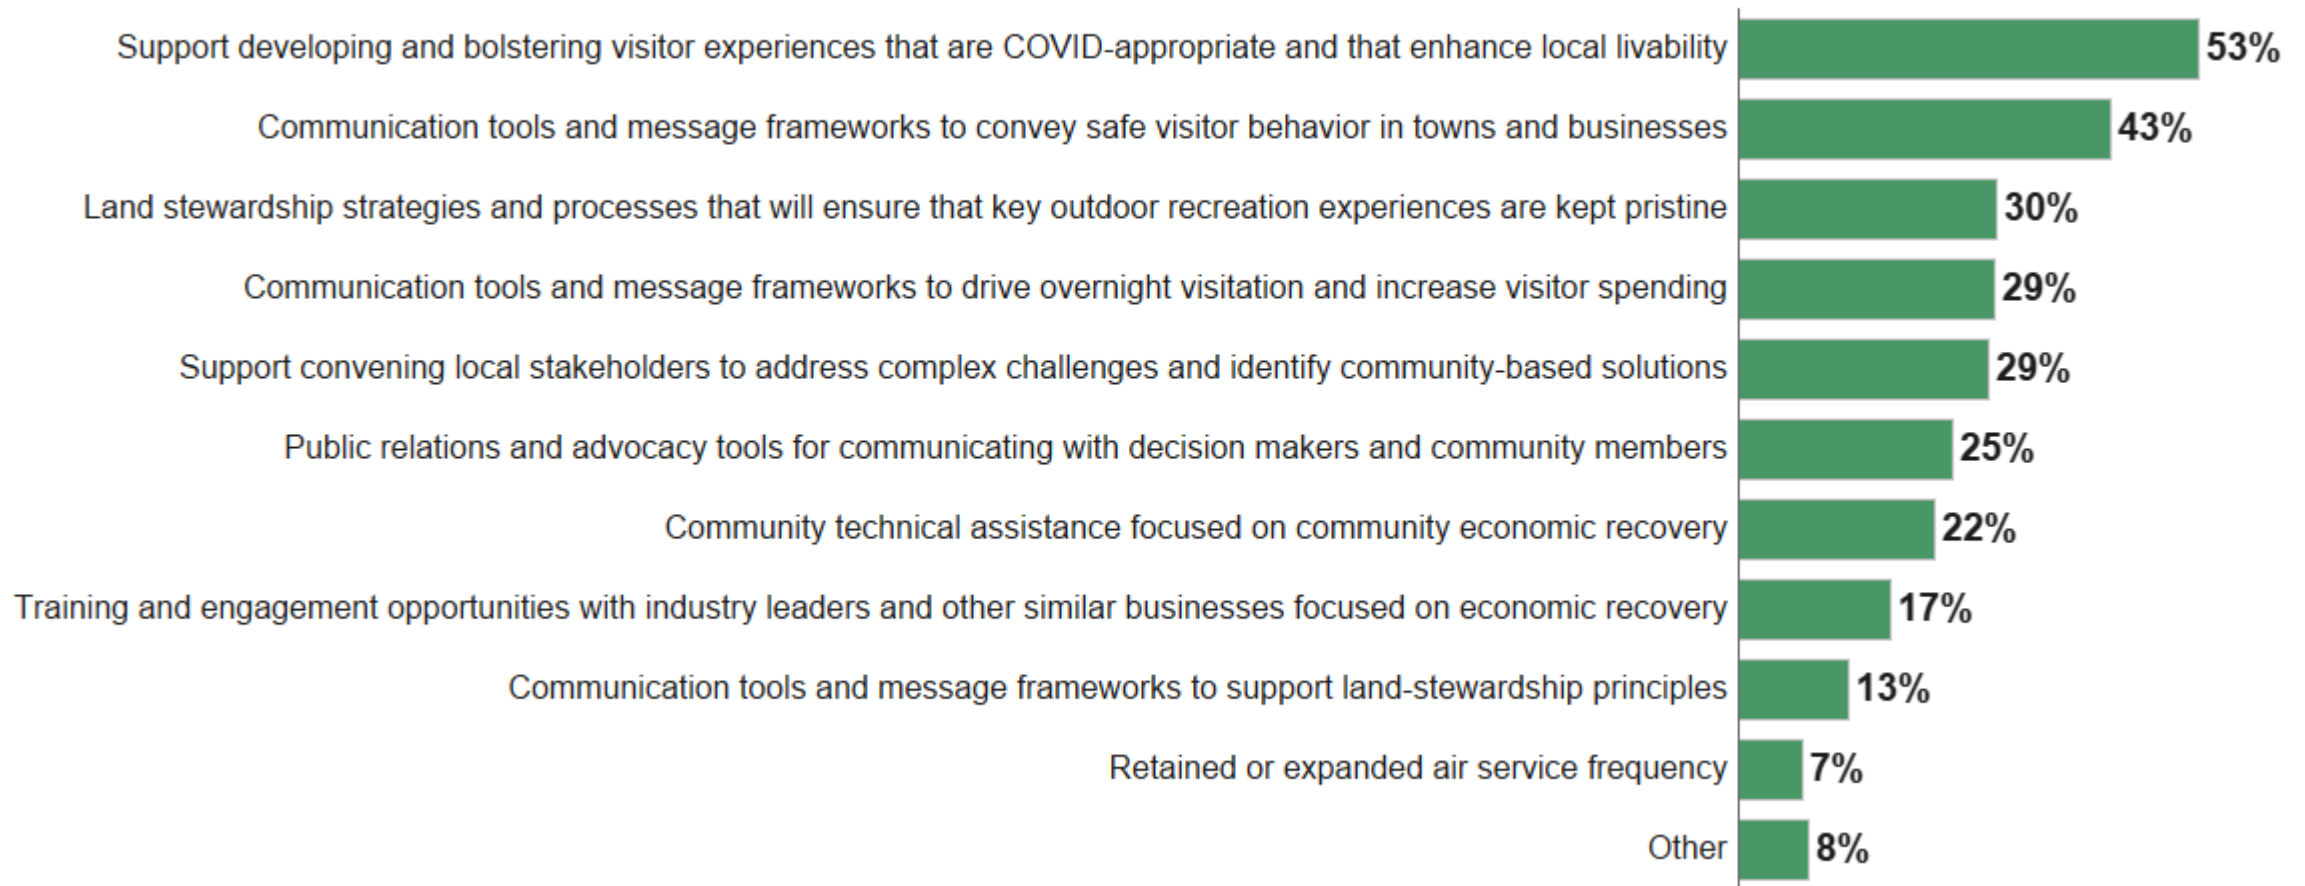 Support developing and bolstering visitor experiences that are COVID-appropriate and that enhance local livability 53%
Communication tools and message frameworks to convey safe visitor behavior in towns and businesses 43%
Land stewardship strategies and processes that will ensure that key outdoor recreation experiences are kept pristine 30%
Communication tools and message frameworks to drive overnight visitation and increase visitor spending 29%
Support convening local stakeholders to address complex challenges and identify community-based solutions 29%
Public relations and advocacy tools for communicating with decision makers and community members 25%
Community technical assistance focused on community economic recovery 22%
Training and engagement opportunities with industry leaders and other similar businesses focused on economic recovery 17%
Communication tools and message frameworks to support land-stewardship principles 13%
Retained or expanded air service frequency 7%
Other 8%